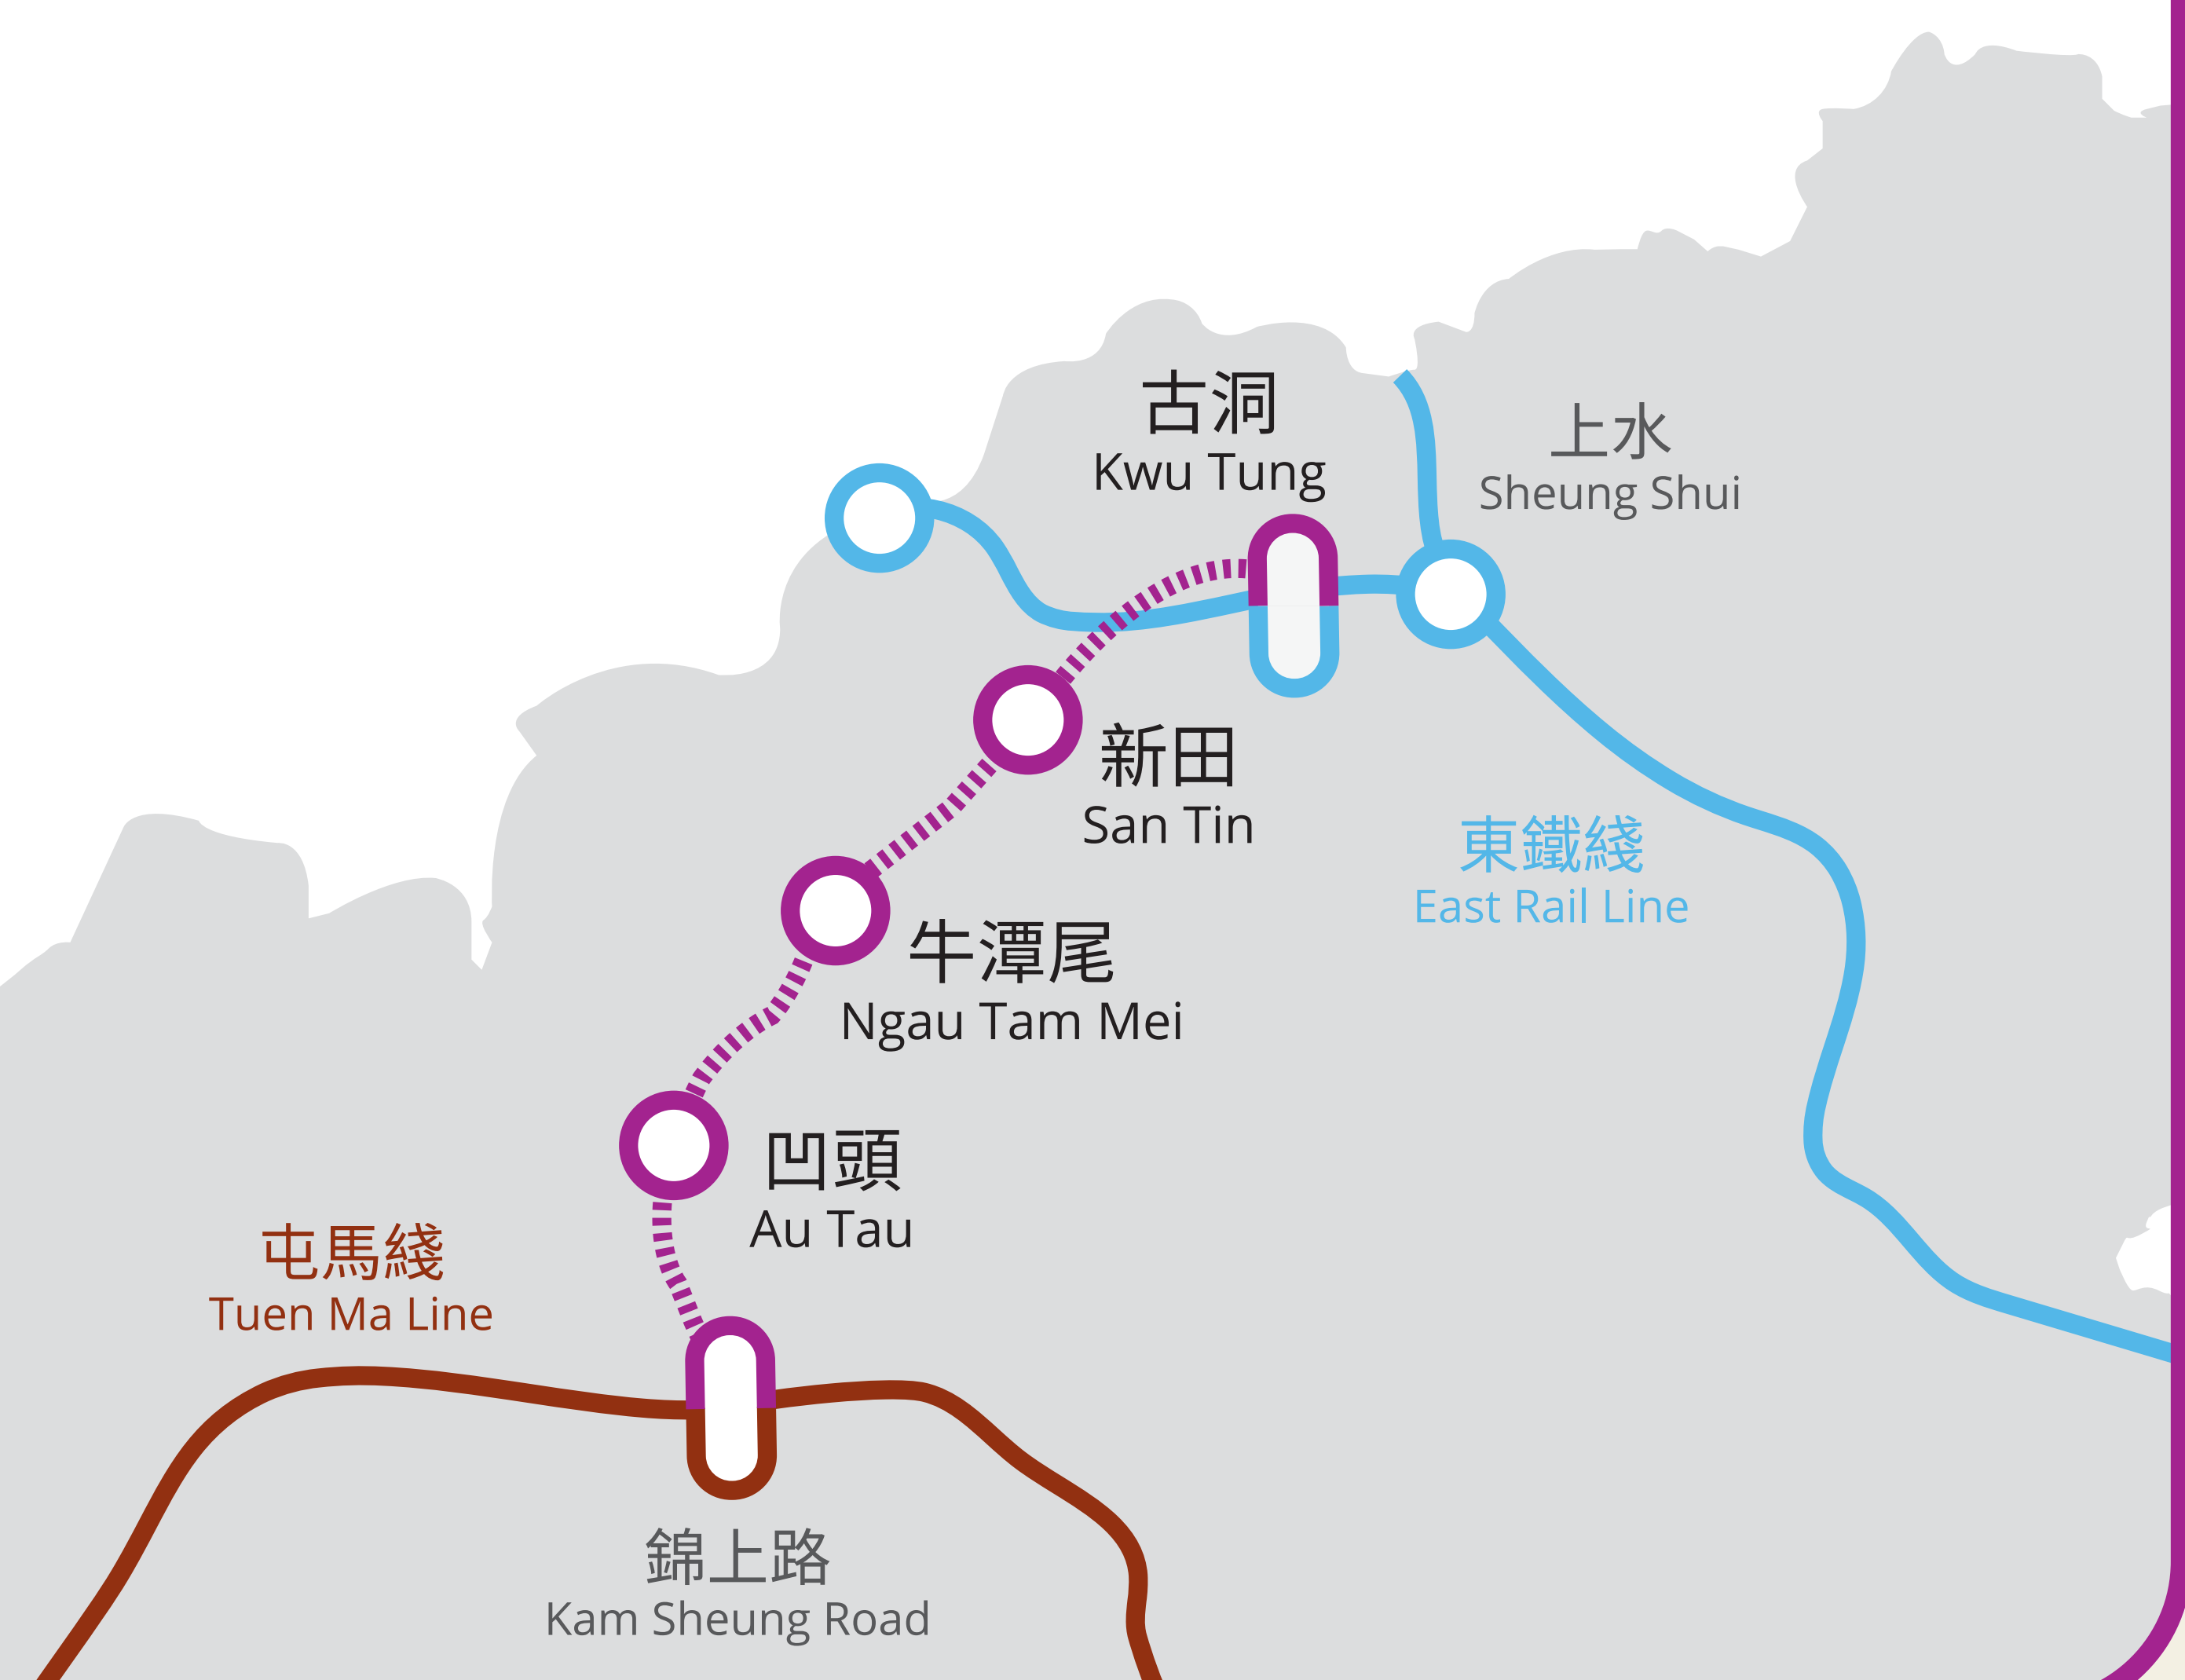 古洞
Kwu Tung
上水
Sheung Shui
新田
San Tin
東鐵綫
East Rail Line
牛潭尾
Ngau Tam Mei
凹頭
Au Tau
屯馬綫
Tuen Ma Line
錦上路
Kam Sheung Road